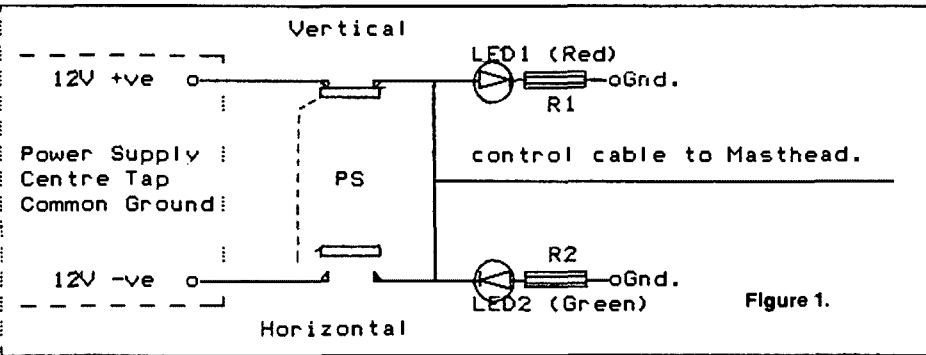 Vertical
LED1 (Red)
12V +ve
Gnd.
R1
Power Supply
Centre Tap
Common Ground
PS
control cable to Masthead.
R2
12V -ve
Gnd.
LED2 (Green)
Figure 1.
Horizontal